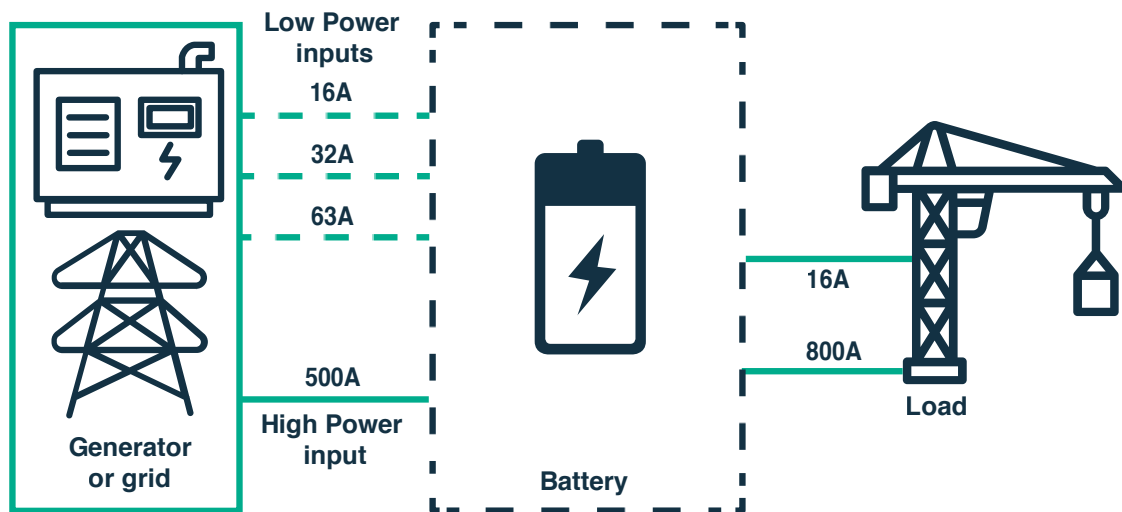 Low Power
inputs
16A
32A
63A
500A
High Power
input
Generator
or grid
Battery
16A
800A
Load